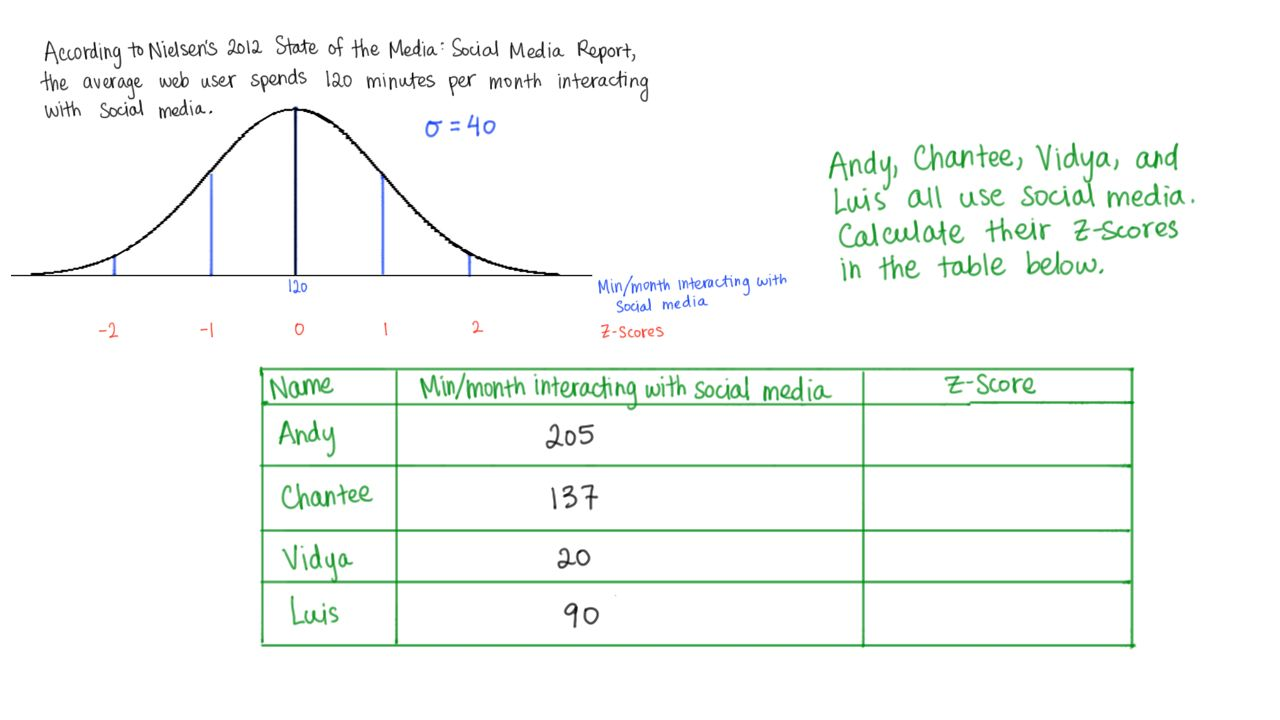 According to Nielsen's 2012 State of the Media: Social Media Report,
the average web user spends 120 minutes per month interacting
with social media.
σ = 40
Andy, Chantee, Vidya, and
Luis all use social media.
Calculate their z-scores
in the table below.
120
Min/month interacting with
social media
-2 -1 0 1 2 Z-Scores
Name Min/month interacting with social media Z-Score
Andy 205
Chantee 137
Vidya 20
Luis 90